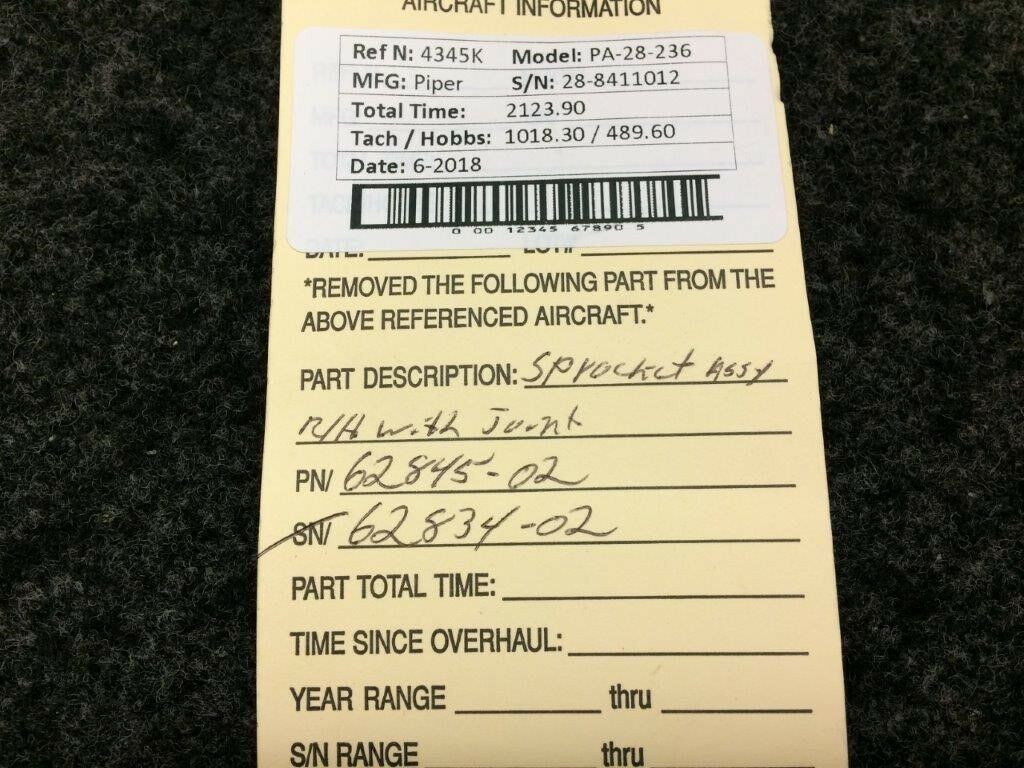 AIRCRAFT INFORMATION
Ref N: 4345K Model: PA-28-236
MFG: Piper S/N: 28-8411012
Total Time: 2123.90
Tach / Hobbs: 1018.30 / 489.60
Date: 6-2018
0 00 12345 67890 5
DATE: LOT#
*REMOVED THE FOLLOWING PART FROM THE
ABOVE REFERENCED AIRCRAFT.*
PART DESCRIPTION: Sprocket Assy
R/H with Joint
PN/ 62845-02
SN/ 62834-02
PART TOTAL TIME:
TIME SINCE OVERHAUL:
YEAR RANGE thru
S/N RANGE thru